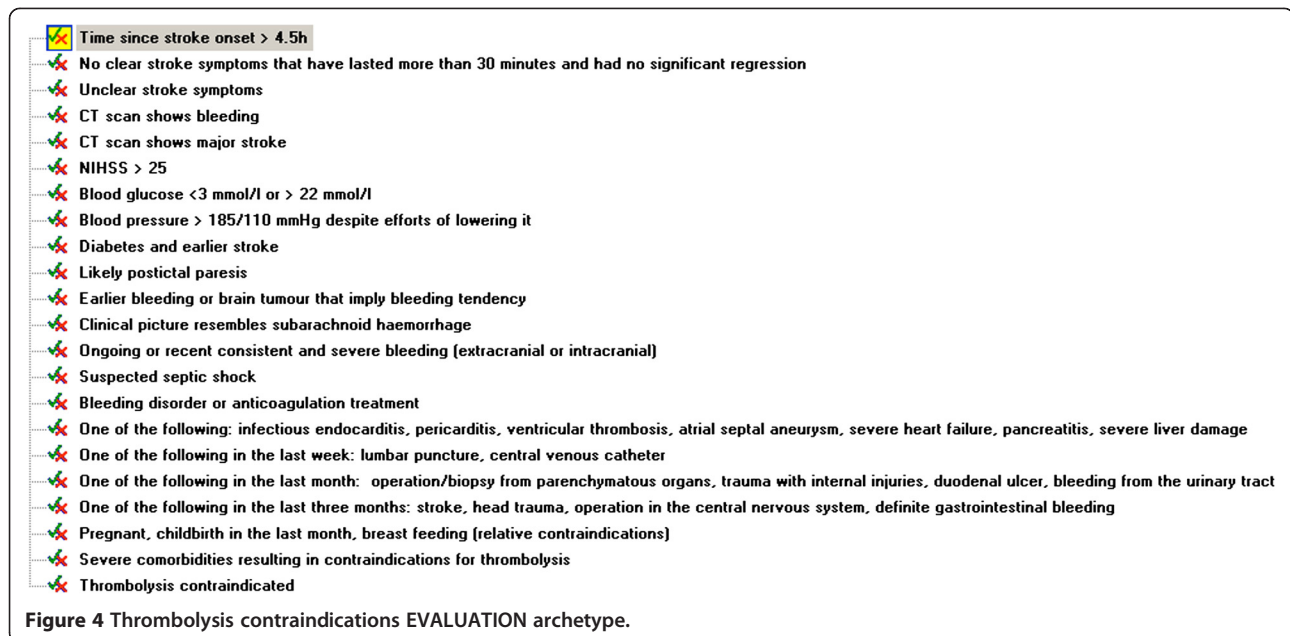 Time since stroke onset > 4.5h
No clear stroke symptoms that have lasted more than 30 minutes and had no significant regression
Unclear stroke symptoms
CT scan shows bleeding
CT scan shows major stroke
NIHSS > 25
Blood glucose <3 mmol/l or > 22 mmol/l
Blood pressure > 185/110 mmHg despite efforts of lowering it
Diabetes and earlier stroke
Likely postictal paresis
Earlier bleeding or brain tumour that imply bleeding tendency
Clinical picture resembles subarachnoid haemorrhage
Ongoing or recent consistent and severe bleeding (extracranial or intracranial)
Suspected septic shock
Bleeding disorder or anticoagulation treatment
One of the following: infectious endocarditis, pericarditis, ventricular thrombosis, atrial septal aneurysm, severe heart failure, pancreatitis, severe liver damage
One of the following in the last week: lumbar puncture, central venous catheter
One of the following in the last month:  operation/biopsy from parenchymatous organs, trauma with internal injuries, duodenal ulcer, bleeding from the urinary tract
One of the following in the last three months: stroke, head trauma, operation in the central nervous system, definite gastrointestinal bleeding
Pregnant, childbirth in the last month, breast feeding (relative contraindications)
Severe comorbidities resulting in contraindications for thrombolysis
Thrombolysis contraindicated
Figure 4 Thrombolysis contraindications EVALUATION archetype.